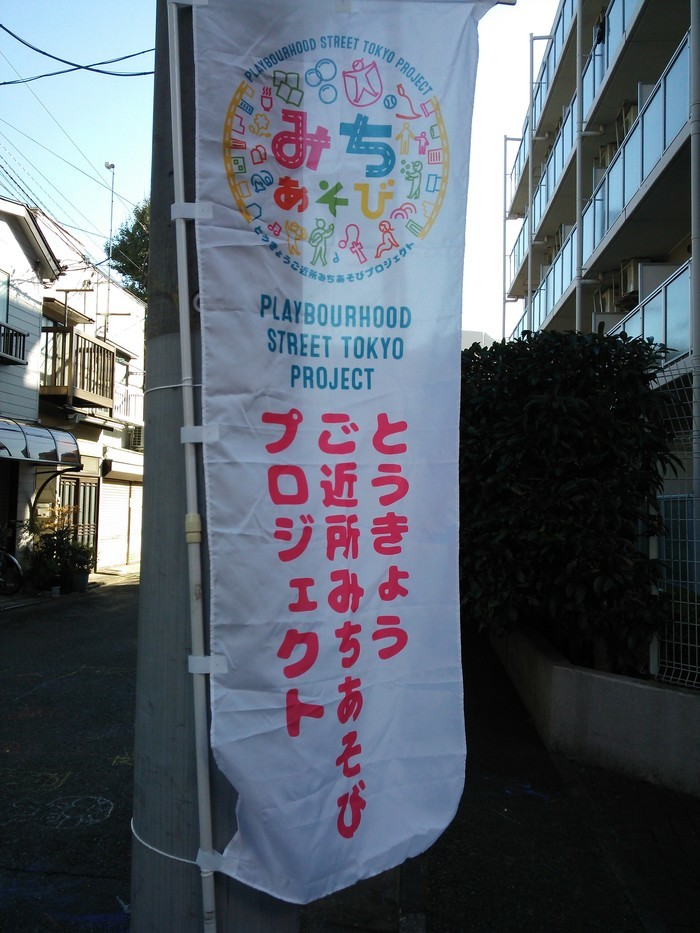 PLAYBOURHOOD STREET TOKYO PROJECT
みち
あそび
とうきょうご近所みちあそびプロジェクト
PLAYBOURHOOD
STREET TOKYO
PROJECT
とうきょう
ご近所みちあそび
プロジェクト